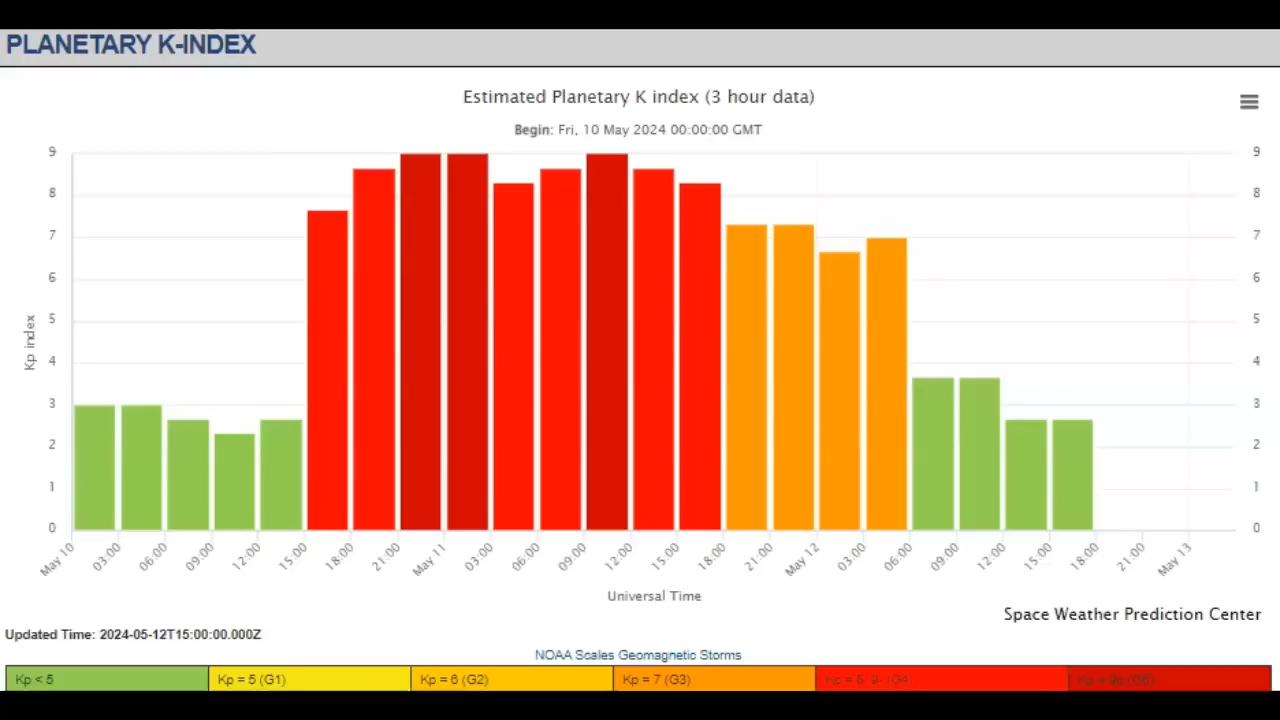 PLANETARY K-INDEX
Estimated Planetary K index (3 hour data)
Begin: Fri, 10 May 2024 00:00:00 GMT
9 9
8 8
7 7
6 6
5 5
4 4
3 3
2 2
1 1
0 0
Kp index
May 10 03:00 06:00 09:00 12:00 15:00 18:00 21:00 May 11 03:00 06:00 09:00 12:00 15:00 18:00 21:00 May 12 03:00 06:00 09:00 12:00 15:00 18:00 21:00 May 13
Universal Time
Space Weather Prediction Center
Updated Time: 2024-05-12T15:00:00.000Z
NOAA Scales Geomagnetic Storms
Kp < 5 Kp = 5 (G1) Kp = 6 (G2) Kp = 7 (G3)